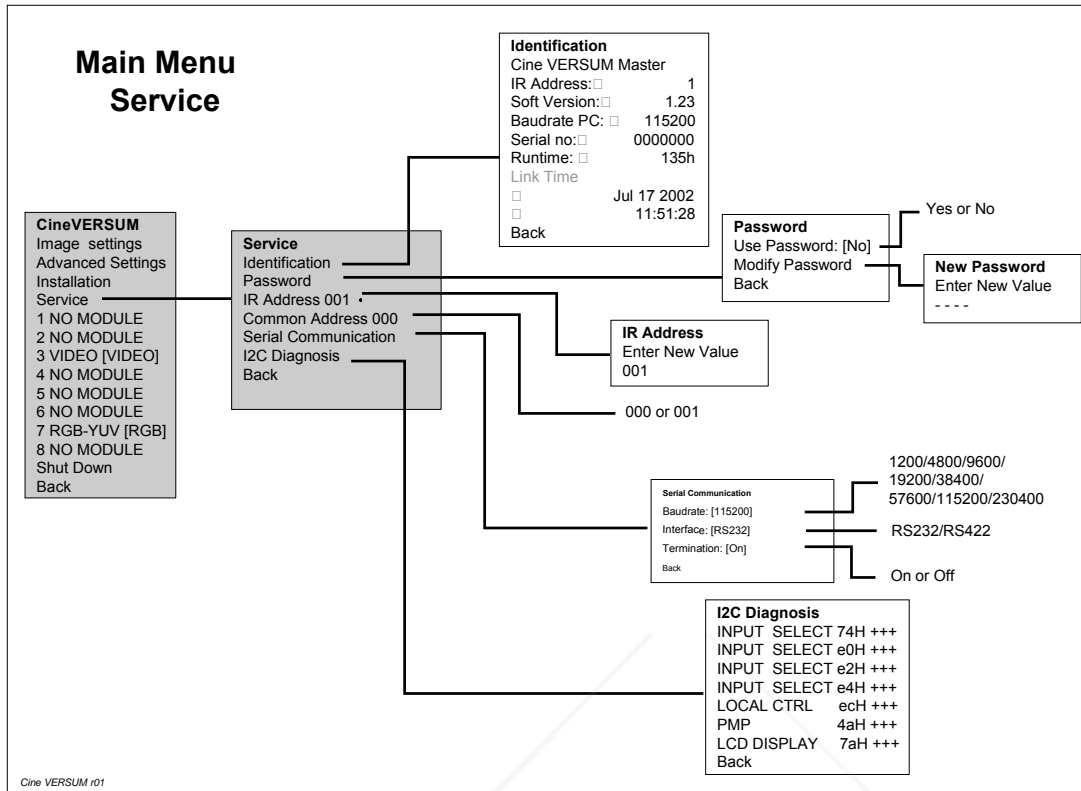 Main Menu
Service
Identification
Cine VERSUM Master
IR Address:□ 1
Soft Version:□ 1.23
Baudrate PC: □ 115200
Serial no:□ 0000000
Runtime: □ 135h
Link Time
□ Jul 17 2002
□ 11:51:28
Back
CineVERSUM
Image settings
Advanced Settings
Installation
Service
1 NO MODULE
2 NO MODULE
3 VIDEO [VIDEO]
4 NO MODULE
5 NO MODULE
6 NO MODULE
7 RGB-YUV [RGB]
8 NO MODULE
Shut Down
Back
Service
Identification
Password
IR Address 001
Common Address 000
Serial Communication
I2C Diagnosis
Back
Password
Use Password: [No]
Modify Password
Back
Yes or No
New Password
Enter New Value
- - - -
IR Address
Enter New Value
001
000 or 001
Serial Communication
Baudrate: [115200]
Interface: [RS232]
Termination: [On]
Back
1200/4800/9600/
19200/38400/
57600/115200/230400
RS232/RS422
On or Off
I2C Diagnosis
INPUT SELECT 74H +++
INPUT SELECT e0H +++
INPUT SELECT e2H +++
INPUT SELECT e4H +++
LOCAL CTRL ecH +++
PMP 4aH +++
LCD DISPLAY 7aH +++
Back
Cine VERSUM r01